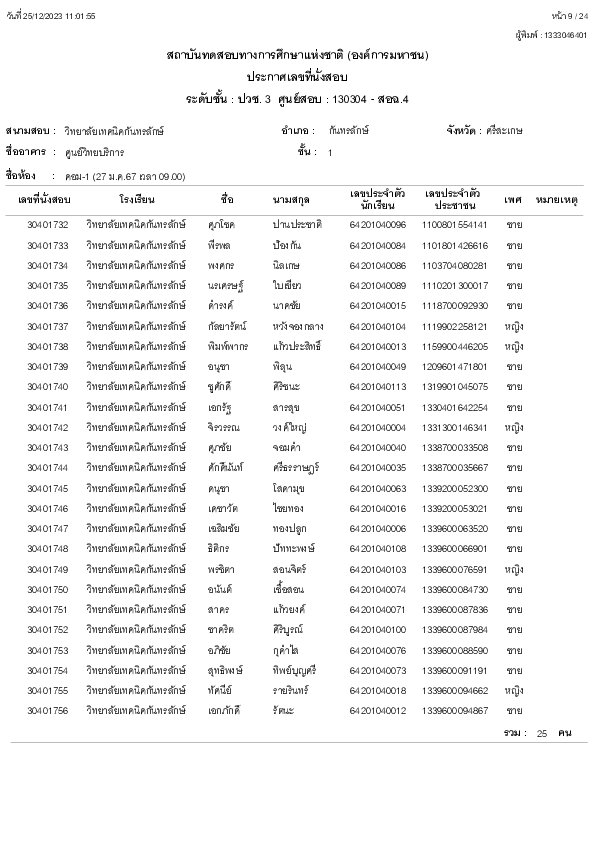 วันที่ 25/12/2023 11:01:55 หน้า 9 / 24
ผู้พิมพ์ : 1333046401
สถาบันทดสอบทางการศึกษาแห่งชาติ (องค์การมหาชน)
ประกาศเลขที่นั่งสอบ
ระดับชั้น : ปวช. 3 ศูนย์สอบ : 130304 - สอฉ.4
สนามสอบ : วิทยาลัยเทคนิคกันทรลักษ์ อำเภอ : กันทรลักษ์ จังหวัด : ศรีสะเกษ
ชื่ออาคาร : ศูนย์วิทยบริการ ชั้น : 1
ชื่อห้อง : คอม-1 (27 ม.ค.67 เวลา 09.00)
เลขที่นั่งสอบ โรงเรียน ชื่อ นามสกุล เลขประจำตัวนักเรียน เลขประจำตัวประชาชน เพศ หมายเหตุ
30401732 วิทยาลัยเทคนิคกันทรลักษ์ ศุภโชค ปานประชาติ 64201040096 1100801554141 ชาย
30401733 วิทยาลัยเทคนิคกันทรลักษ์ พีรพล ป้องกัน 64201040084 1101801426616 ชาย
30401734 วิทยาลัยเทคนิคกันทรลักษ์ พงศกร นิลเกษ 64201040086 1103704080281 ชาย
30401735 วิทยาลัยเทคนิคกันทรลักษ์ นรเศรษฐ์ ใบเขียว 64201040089 1110201300017 ชาย
30401736 วิทยาลัยเทคนิคกันทรลักษ์ ดำรงค์ นาคชัย 64201040015 1118700092930 ชาย
30401737 วิทยาลัยเทคนิคกันทรลักษ์ กัลยารัตน์ หวังจองกลาง 64201040104 1119902258121 หญิง
30401738 วิทยาลัยเทคนิคกันทรลักษ์ พิมพ์พากร แก้วประสิทธิ์ 64201040013 1159900446205 หญิง
30401739 วิทยาลัยเทคนิคกันทรลักษ์ อนุชา พิลุน 64201040049 1209601471801 ชาย
30401740 วิทยาลัยเทคนิคกันทรลักษ์ ชูศักดิ์ ศิริชนะ 64201040113 1319901045075 ชาย
30401741 วิทยาลัยเทคนิคกันทรลักษ์ เอกรัฐ สารสุข 64201040051 1330401642254 ชาย
30401742 วิทยาลัยเทคนิคกันทรลักษ์ จิรวรรณ วงค์ใหญ่ 64201040004 1331300146341 หญิง
30401743 วิทยาลัยเทคนิคกันทรลักษ์ ศุภชัย จอมคำ 64201040040 1338700033508 ชาย
30401744 วิทยาลัยเทคนิคกันทรลักษ์ ศักดินันท์ ศรีธรราษฎร์ 64201040035 1338700035667 ชาย
30401745 วิทยาลัยเทคนิคกันทรลักษ์ ดนุชา โสดามุข 64201040063 1339200052300 ชาย
30401746 วิทยาลัยเทคนิคกันทรลักษ์ เดชาวัต ไชยทอง 64201040016 1339200053021 ชาย
30401747 วิทยาลัยเทคนิคกันทรลักษ์ เฉลิมชัย ทองปลูก 64201040006 1339600063520 ชาย
30401748 วิทยาลัยเทคนิคกันทรลักษ์ ธิติกร ปัททะพงษ์ 64201040108 1339600066901 ชาย
30401749 วิทยาลัยเทคนิคกันทรลักษ์ พรชิตา สอนจิตร์ 64201040103 1339600076591 หญิง
30401750 วิทยาลัยเทคนิคกันทรลักษ์ อนันต์ เชื้อสอน 64201040074 1339600084730 ชาย
30401751 วิทยาลัยเทคนิคกันทรลักษ์ สาคร แก้วยงค์ 64201040071 1339600087836 ชาย
30401752 วิทยาลัยเทคนิคกันทรลักษ์ ชาคริต ศิริบูรณ์ 64201040100 1339600087984 ชาย
30401753 วิทยาลัยเทคนิคกันทรลักษ์ อภิชัย กุคำใส 64201040076 1339600088590 ชาย
30401754 วิทยาลัยเทคนิคกันทรลักษ์ สุทธิพงษ์ ทิพย์บุญศรี 64201040073 1339600091191 ชาย
30401755 วิทยาลัยเทคนิคกันทรลักษ์ ทัศนีย์ รายรินทร์ 64201040018 1339600094662 หญิง
30401756 วิทยาลัยเทคนิคกันทรลักษ์ เอกภักดี รัตนะ 64201040012 1339600094867 ชาย
รวม : 25 คน